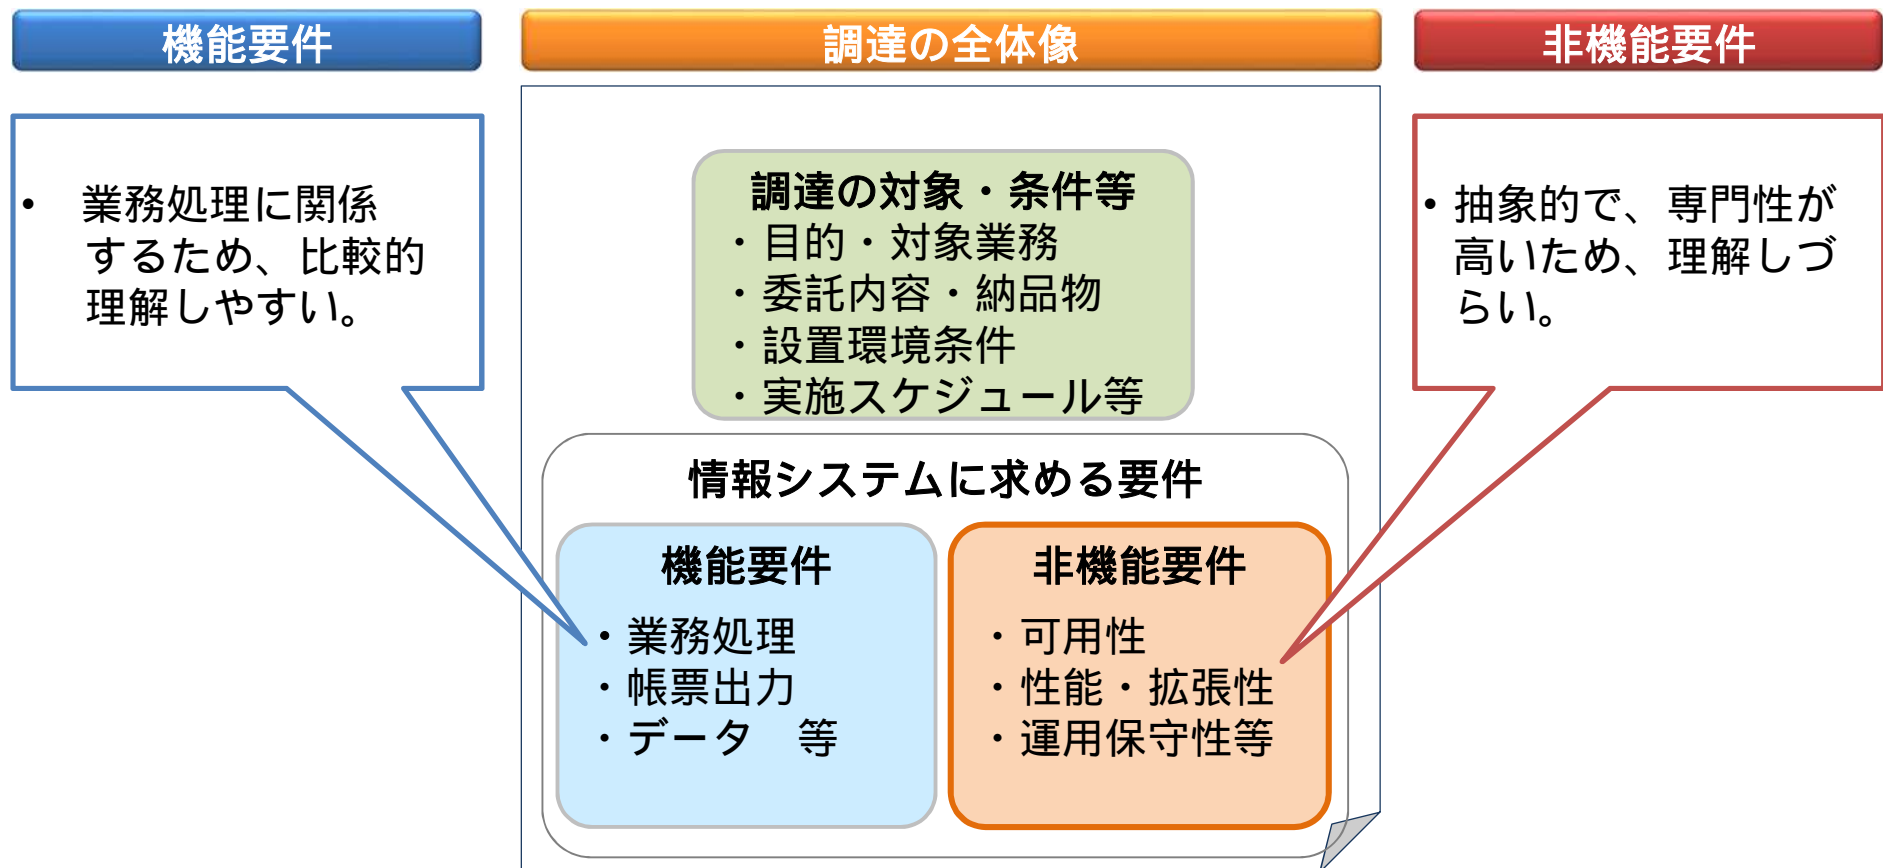 機能要件
調達の全体像
非機能要件
• 業務処理に関係
するため、比較的
理解しやすい。
調達の対象・条件等
・目的・対象業務
・委託内容・納品物
・設置環境条件
・実施スケジュール等
• 抽象的で、専門性が
高いため、理解しづ
らい。
情報システムに求める要件
機能要件
・業務処理
・帳票出力
・データ　等
非機能要件
・可用性
・性能・拡張性
・運用保守性等